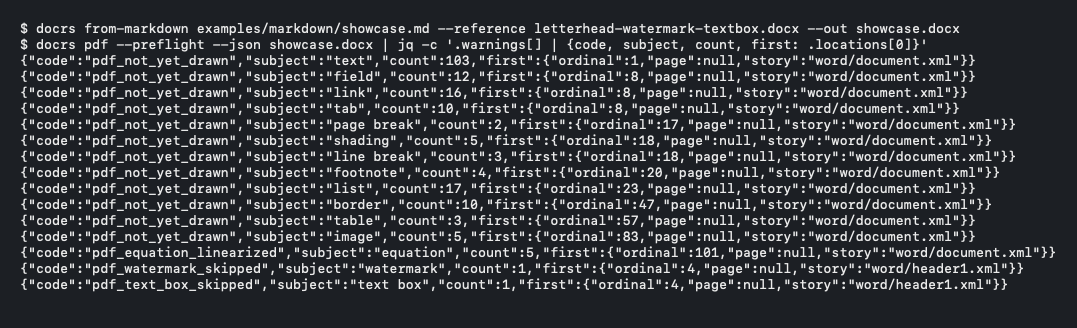 $ docrs from-markdown examples/markdown/showcase.md --reference letterhead-watermark-textbox.docx --out showcase.docx
$ docrs pdf --preflight --json showcase.docx | jq -c '.warnings[] | {code, subject, count, first: .locations[0]}'
{"code":"pdf_not_yet_drawn","subject":"text","count":103,"first":{"ordinal":1,"page":null,"story":"word/document.xml"}}
{"code":"pdf_not_yet_drawn","subject":"field","count":12,"first":{"ordinal":8,"page":null,"story":"word/document.xml"}}
{"code":"pdf_not_yet_drawn","subject":"link","count":16,"first":{"ordinal":8,"page":null,"story":"word/document.xml"}}
{"code":"pdf_not_yet_drawn","subject":"tab","count":10,"first":{"ordinal":8,"page":null,"story":"word/document.xml"}}
{"code":"pdf_not_yet_drawn","subject":"page break","count":2,"first":{"ordinal":17,"page":null,"story":"word/document.xml"}}
{"code":"pdf_not_yet_drawn","subject":"shading","count":5,"first":{"ordinal":18,"page":null,"story":"word/document.xml"}}
{"code":"pdf_not_yet_drawn","subject":"line break","count":3,"first":{"ordinal":18,"page":null,"story":"word/document.xml"}}
{"code":"pdf_not_yet_drawn","subject":"footnote","count":4,"first":{"ordinal":20,"page":null,"story":"word/document.xml"}}
{"code":"pdf_not_yet_drawn","subject":"list","count":17,"first":{"ordinal":23,"page":null,"story":"word/document.xml"}}
{"code":"pdf_not_yet_drawn","subject":"border","count":10,"first":{"ordinal":47,"page":null,"story":"word/document.xml"}}
{"code":"pdf_not_yet_drawn","subject":"table","count":3,"first":{"ordinal":57,"page":null,"story":"word/document.xml"}}
{"code":"pdf_not_yet_drawn","subject":"image","count":5,"first":{"ordinal":83,"page":null,"story":"word/document.xml"}}
{"code":"pdf_equation_linearized","subject":"equation","count":5,"first":{"ordinal":101,"page":null,"story":"word/document.xml"}}
{"code":"pdf_watermark_skipped","subject":"watermark","count":1,"first":{"ordinal":4,"page":null,"story":"word/header1.xml"}}
{"code":"pdf_text_box_skipped","subject":"text box","count":1,"first":{"ordinal":4,"page":null,"story":"word/header1.xml"}}